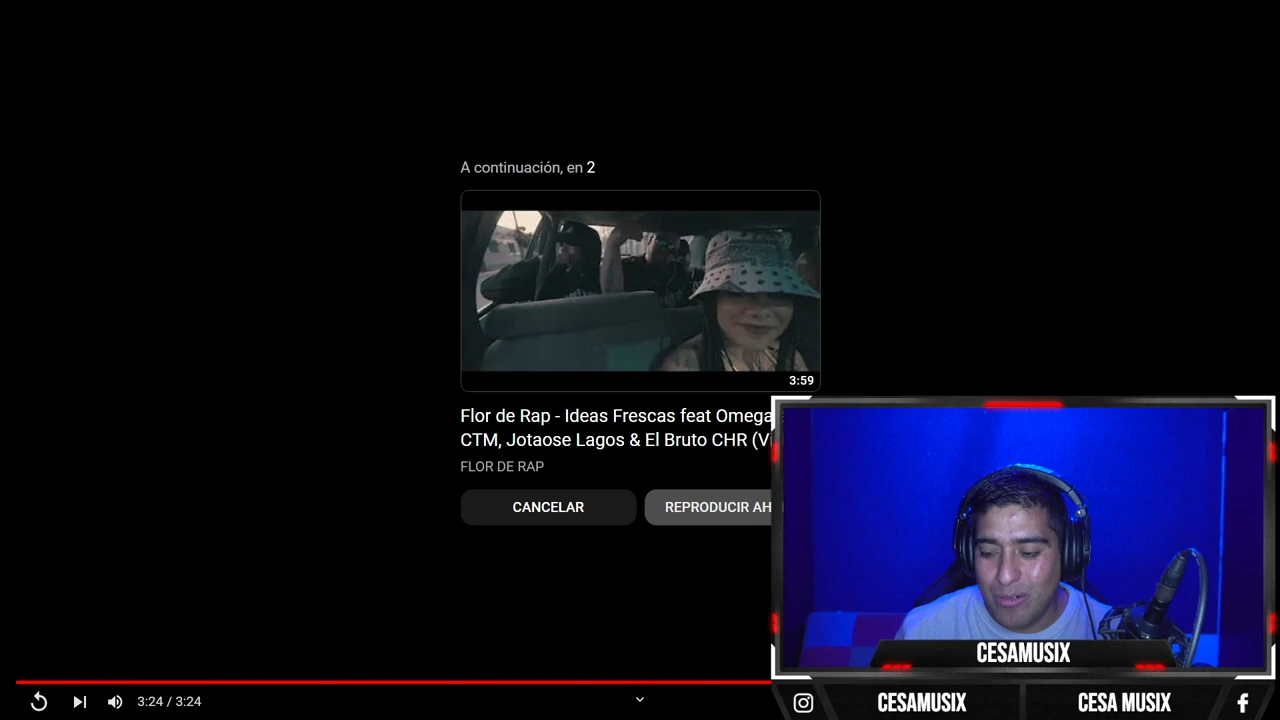 A continuación, en 2
3:59
Flor de Rap - Ideas Frescas feat Omega
CTM, Jotaose Lagos & El Bruto CHR (Vi
FLOR DE RAP
CANCELAR
REPRODUCIR AH
CESAMUSIX
3:24 / 3:24
CESAMUSIX
CESA MUSIX